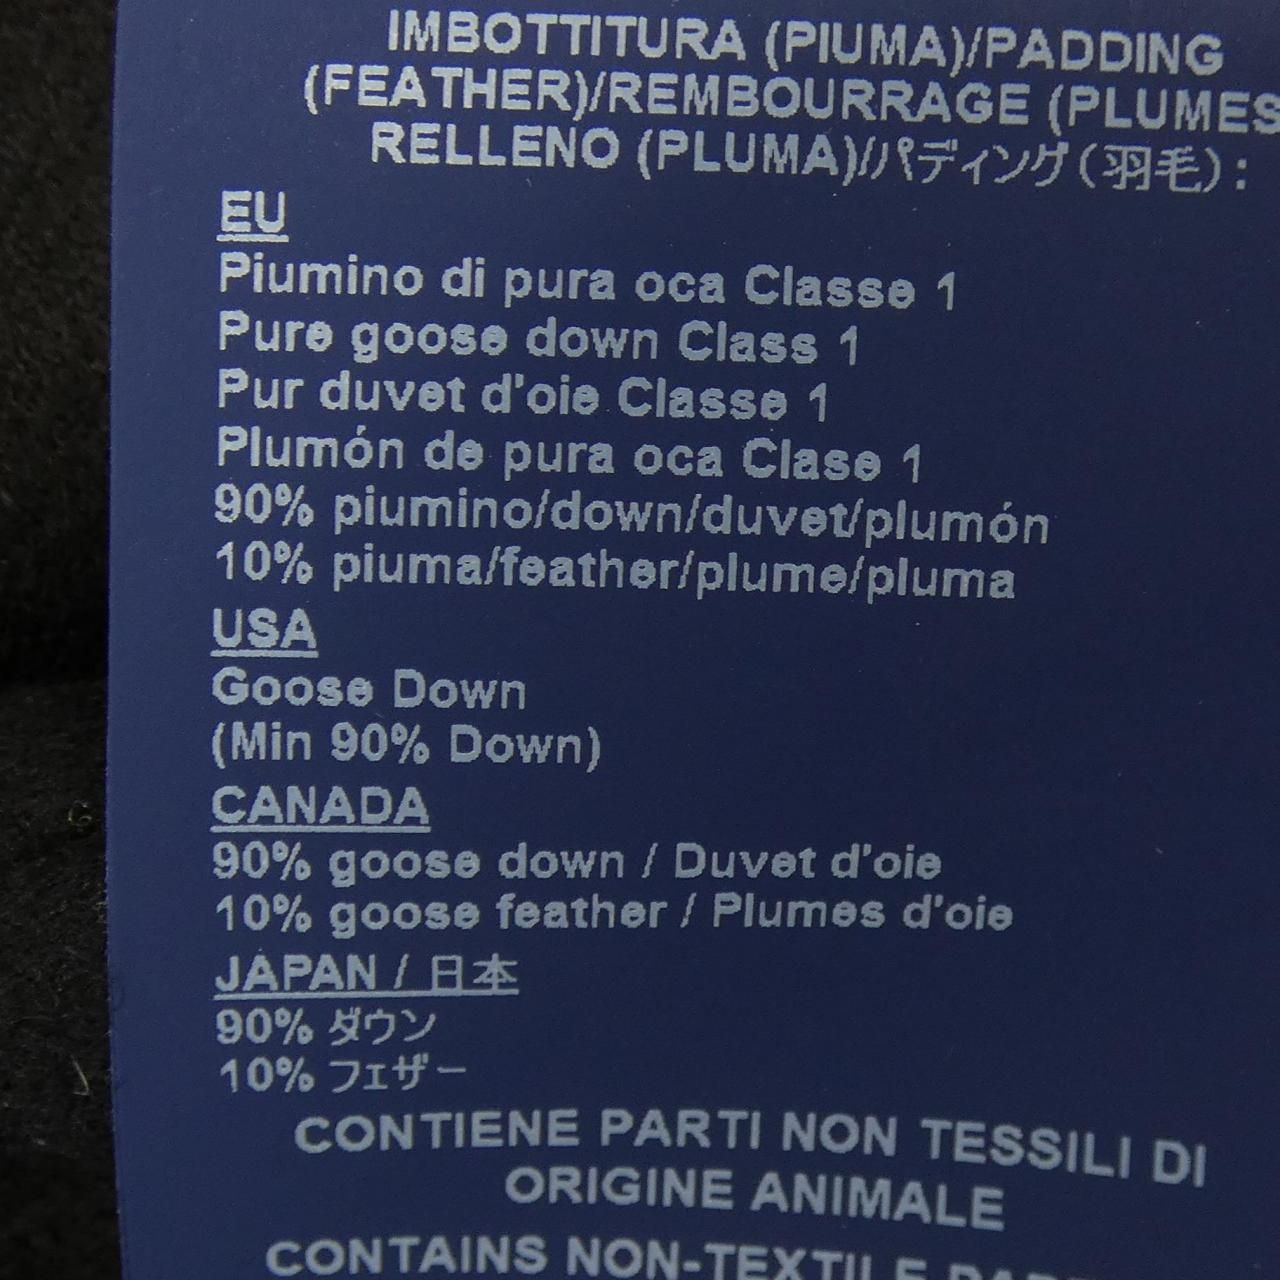 IMBOTTITURA (PIUMA)/PADDING
(FEATHER)/REMBOURRAGE (PLUMES
RELLENO (PLUMA)/パディング(羽毛):
EU
Piumino di pura oca Classe 1
Pure goose down Class 1
Pur duvet d'oie Classe 1
Plumón de pura oca Clase 1
90% piumino/down/duvet/plumón
10% piuma/feather/plume/pluma
USA
Goose Down
(Min 90% Down)
CANADA
90% goose down / Duvet d'oie
10% goose feather / Plumes d'oie
JAPAN / 日本
90% ダウン
10% フェザー
CONTIENE PARTI NON TESSILI DI
ORIGINE ANIMALE
CONTAINS NON-TEXTILE